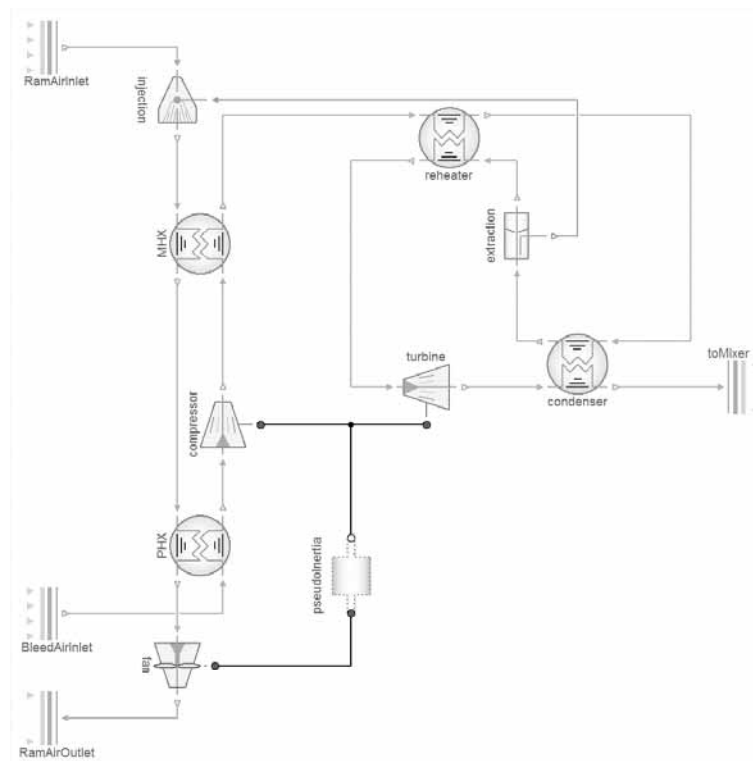 RamAirInlet
injection
reheater
MHX
extraction
turbine
toMixer
condenser
compressor
PHX
pseudoInertia
BleedAirInlet
fan
RamAirOutlet